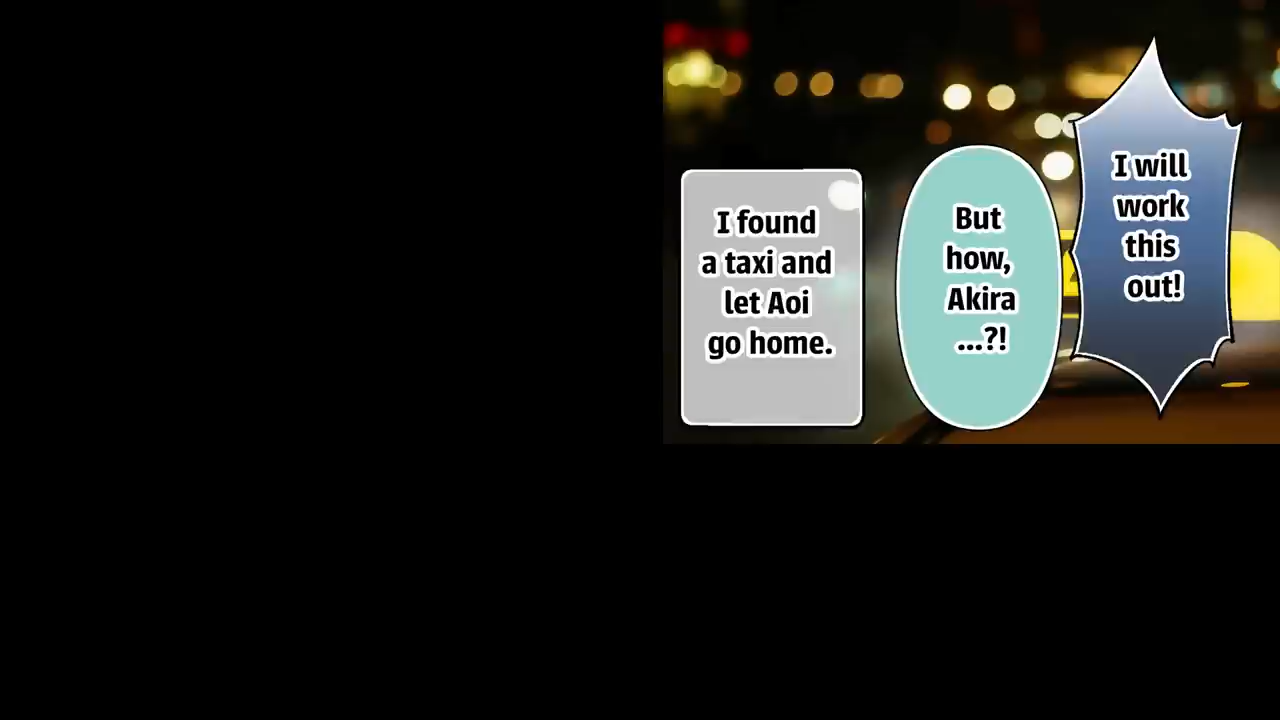 I will
work
this
out!
But
how,
Akira
...?!
I found
a taxi and
let Aoi
go home.